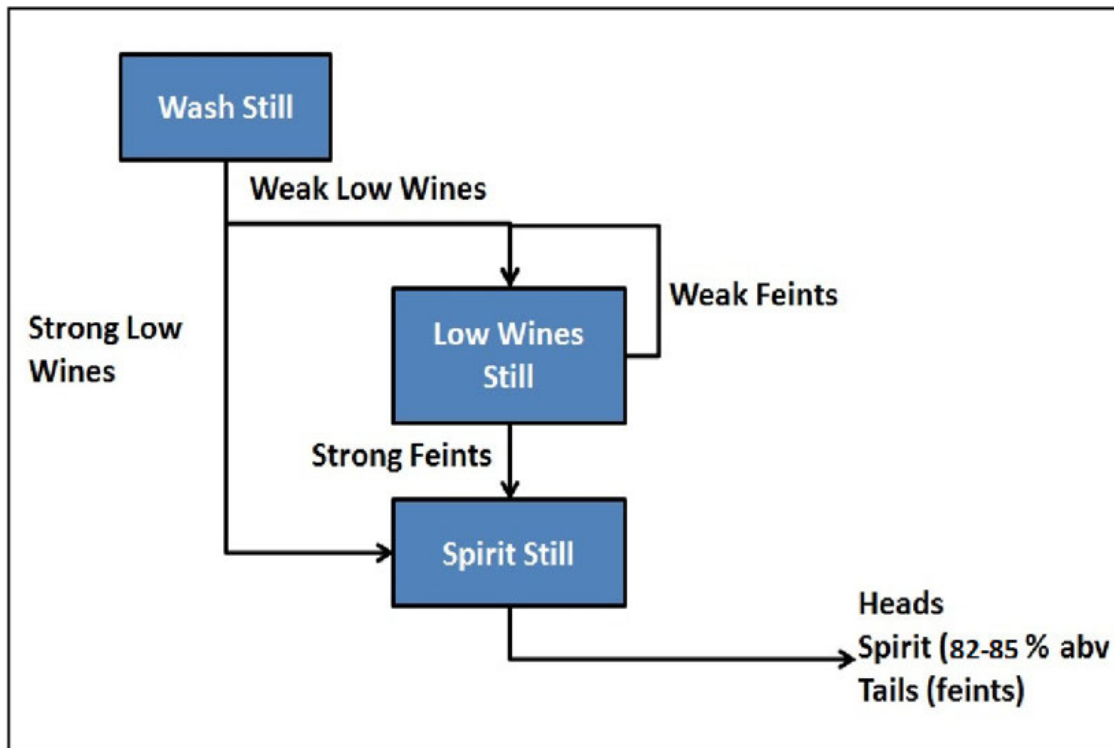 Wash Still
Weak Low Wines
Weak Feints
Strong Low
Wines
Low Wines
Still
Strong Feints
Spirit Still
Heads
Spirit (82-85 % abv
Tails (feints)